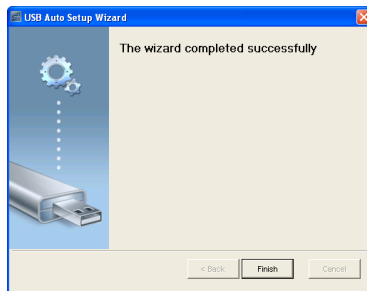 USB Auto Setup Wizard
The wizard completed successfully
< Back Finish Cancel